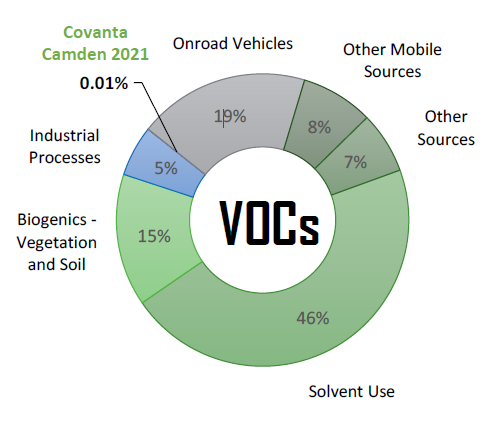 Covanta
Camden 2021
0.01%
Onroad Vehicles
19%
Other Mobile
Sources
8%
Other
Sources
7%
Industrial
Processes
5%
Biogenics -
Vegetation
and Soil
15%
VOCs
46%
Solvent Use